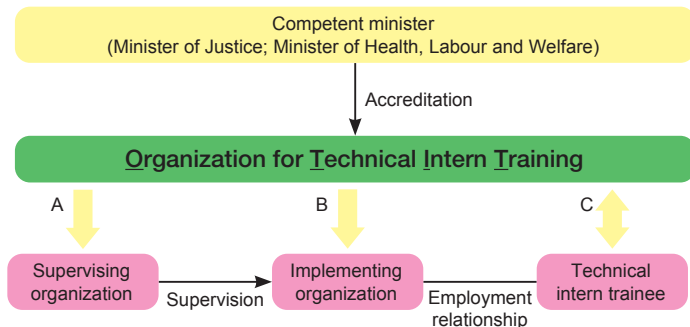 Competent minister
(Minister of Justice; Minister of Health, Labour and Welfare)
Accreditation
Organization for Technical Intern Training
A
B
C
Supervising
organization
Supervision
Implementing
organization
Employment
relationship
Technical
intern trainee